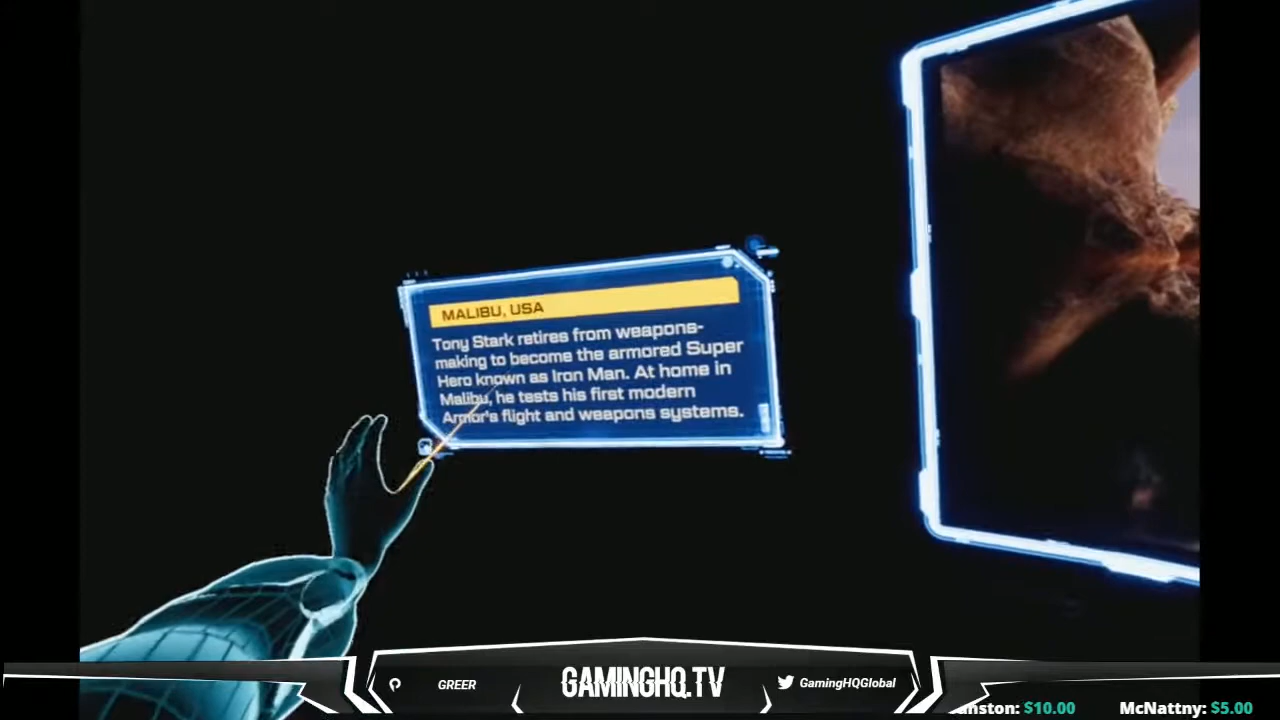 MALIBU, USA
Tony Stark retires from weapons-
making to become the armored Super
Hero known as Iron Man. At home in
Malibu, he tests his first modern
Armor's flight and weapons systems.
GREER
GAMINGHQ.TV
GamingHQGlobal
$10.00
McNattny: $5.00